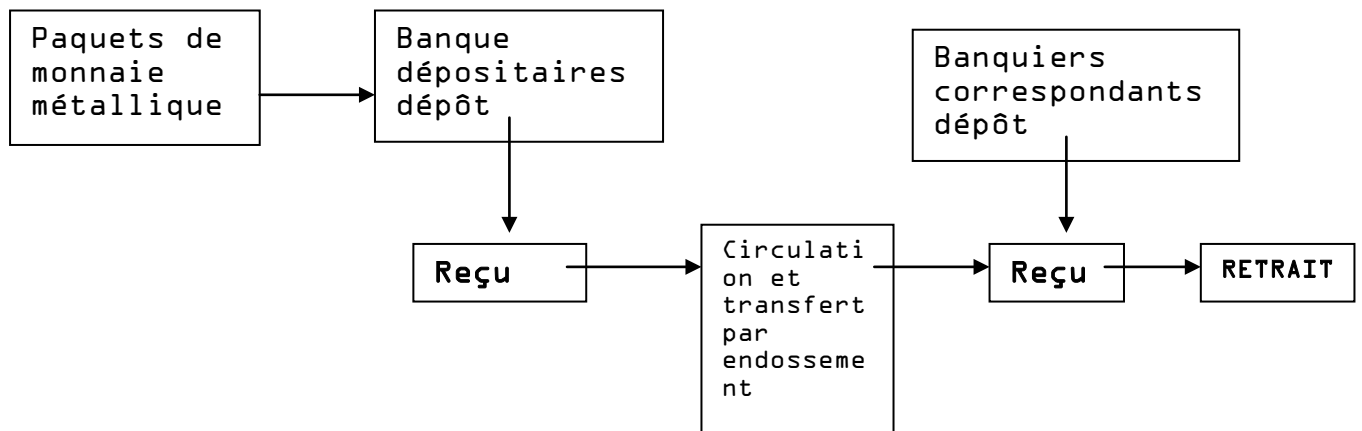 Paquets de
monnaie
métallique
Banque
dépositaires
dépôt
Banquiers
correspondants
dépôt
Reçu
Circulati
on et
transfert
par
endosseme
nt
Reçu
RETRAIT